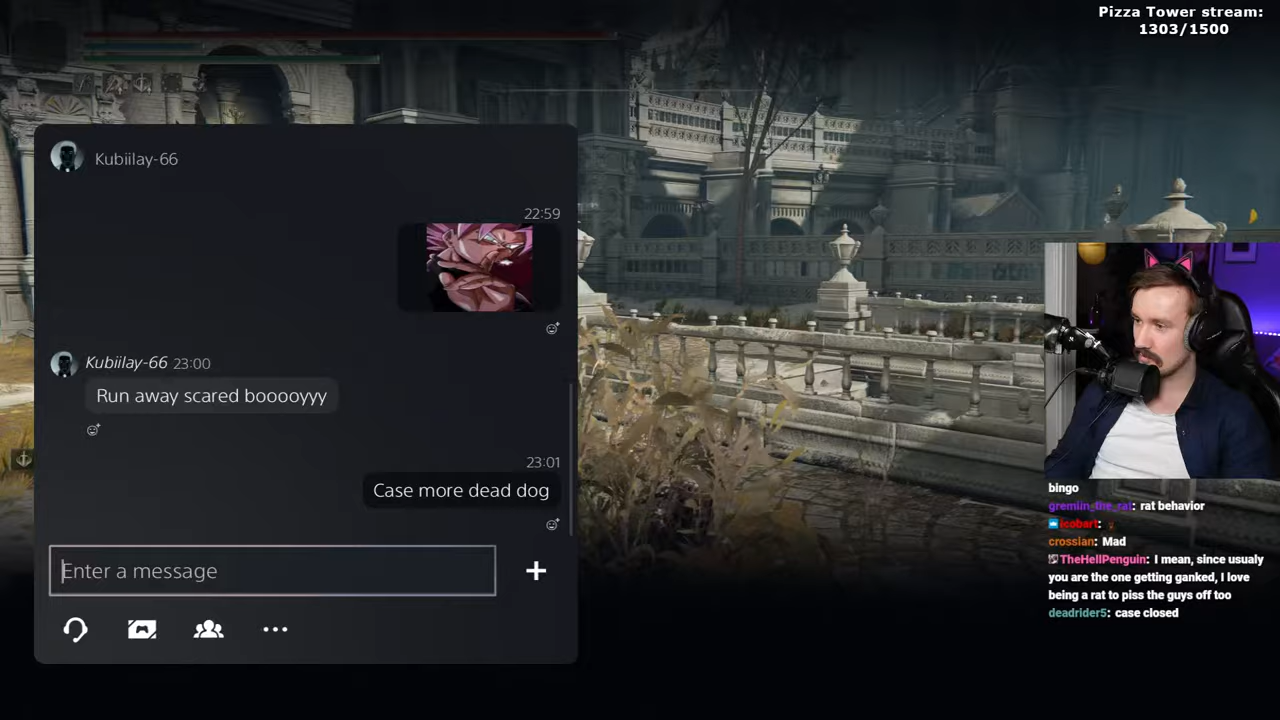 Pizza Tower stream:
1303/1500
Kubiilay-66
22:59
Kubiilay-66 23:00
Run away scared booooyyy
23:01
Case more dead dog
Enter a message
bingo
gremlin_the_rat: rat behavior
icobart:
crossian: Mad
TheHellPenguin: I mean, since usualy
you are the one getting ganked, I love
being a rat to piss the guys off too
deadrider5: case closed